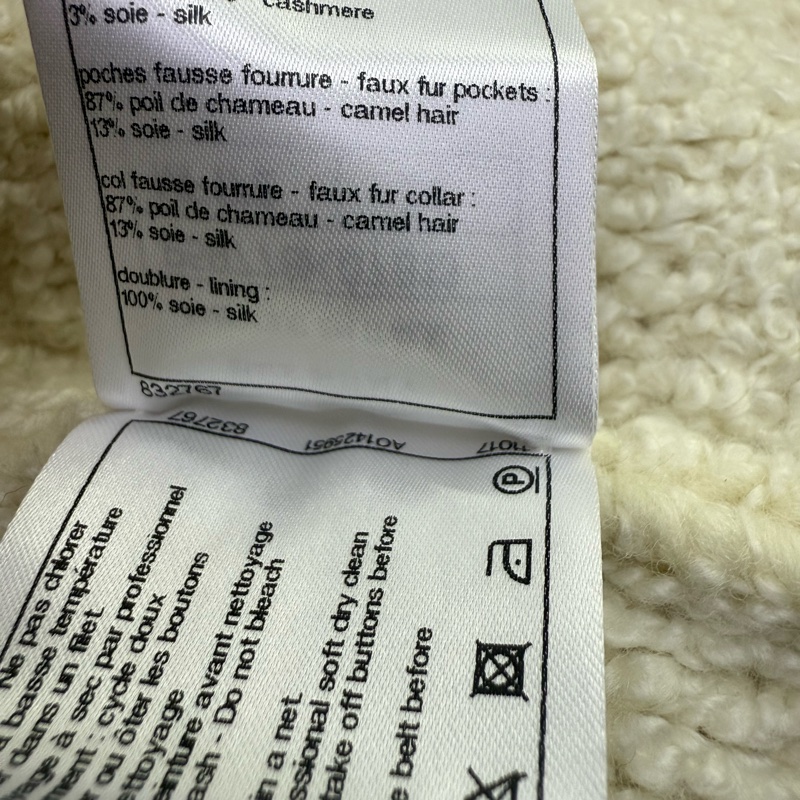 cashmere
3% soie - silk
poches fausse fourrure - faux fur pockets :
87% poil de chameau - camel hair
13% soie - silk
col fausse fourrure - faux fur collar :
87% poil de chameau - camel hair
13% soie - silk
doublure - lining :
100% soie - silk
832767
832767 A01425951 11017
P
Ne pas chlorer
à basse température
dans un filet
à sec par professionnel
: cycle doux
ou ôter les boutons
avant nettoyage
- Do not bleach
in a net
soft dry clean
take off buttons before
belt before